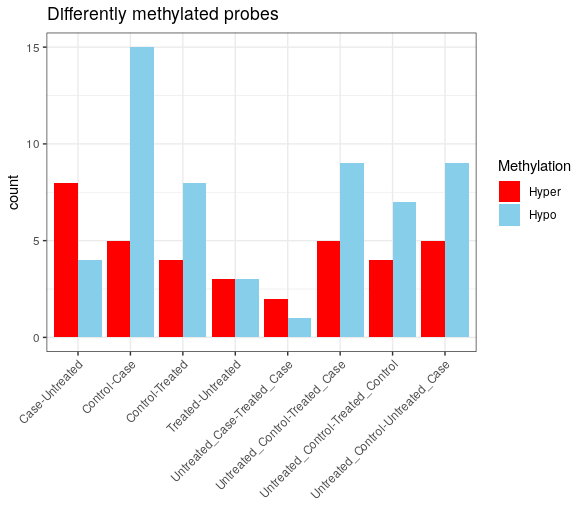 Differently methylated probes
count
15
10
5
0
Case-Untreated
Control-Case
Control-Treated
Treated-Untreated
Untreated_Case-Treated_Case
Untreated_Control-Treated_Case
Untreated_Control-Treated_Control
Untreated_Control-Untreated_Case
Methylation
Hyper
Hypo